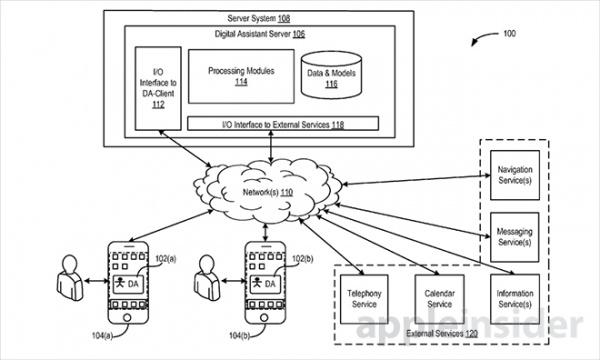 Server System 108
Digital Assistant Server 106
100
I/O
Interface to
DA-Client
112
Processing Modules
114
Data & Models
116
I/O Interface to External Services 118
Network(s) 110
Navigation
Service(s)
Messaging
Service(s)
102(a)
DA
104(a)
102(b)
DA
104(b)
Telephony
Service
Calendar
Service
Information
Service(s)
External Services 120
appleinsider